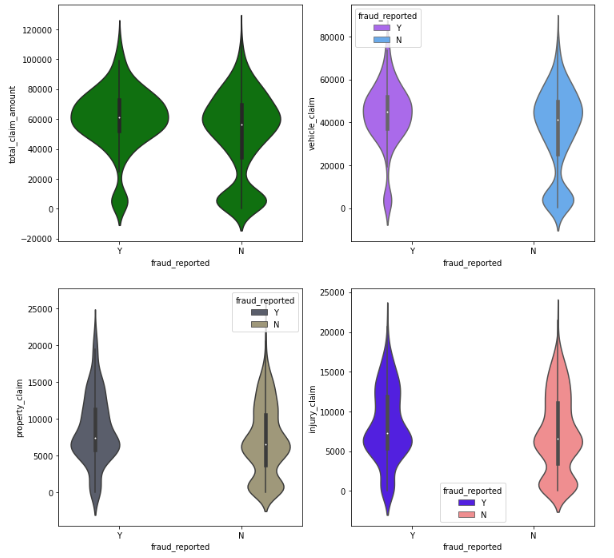 120000
100000
80000
60000
40000
20000
0
−20000
total_claim_amount
Y
N
fraud_reported
80000
60000
40000
20000
0
vehicle_claim
fraud_reported
Y
N
Y
N
fraud_reported
25000
20000
15000
10000
5000
0
property_claim
fraud_reported
Y
N
Y
N
fraud_reported
25000
20000
15000
10000
5000
0
injury_claim
fraud_reported
Y
N
Y
N
fraud_reported